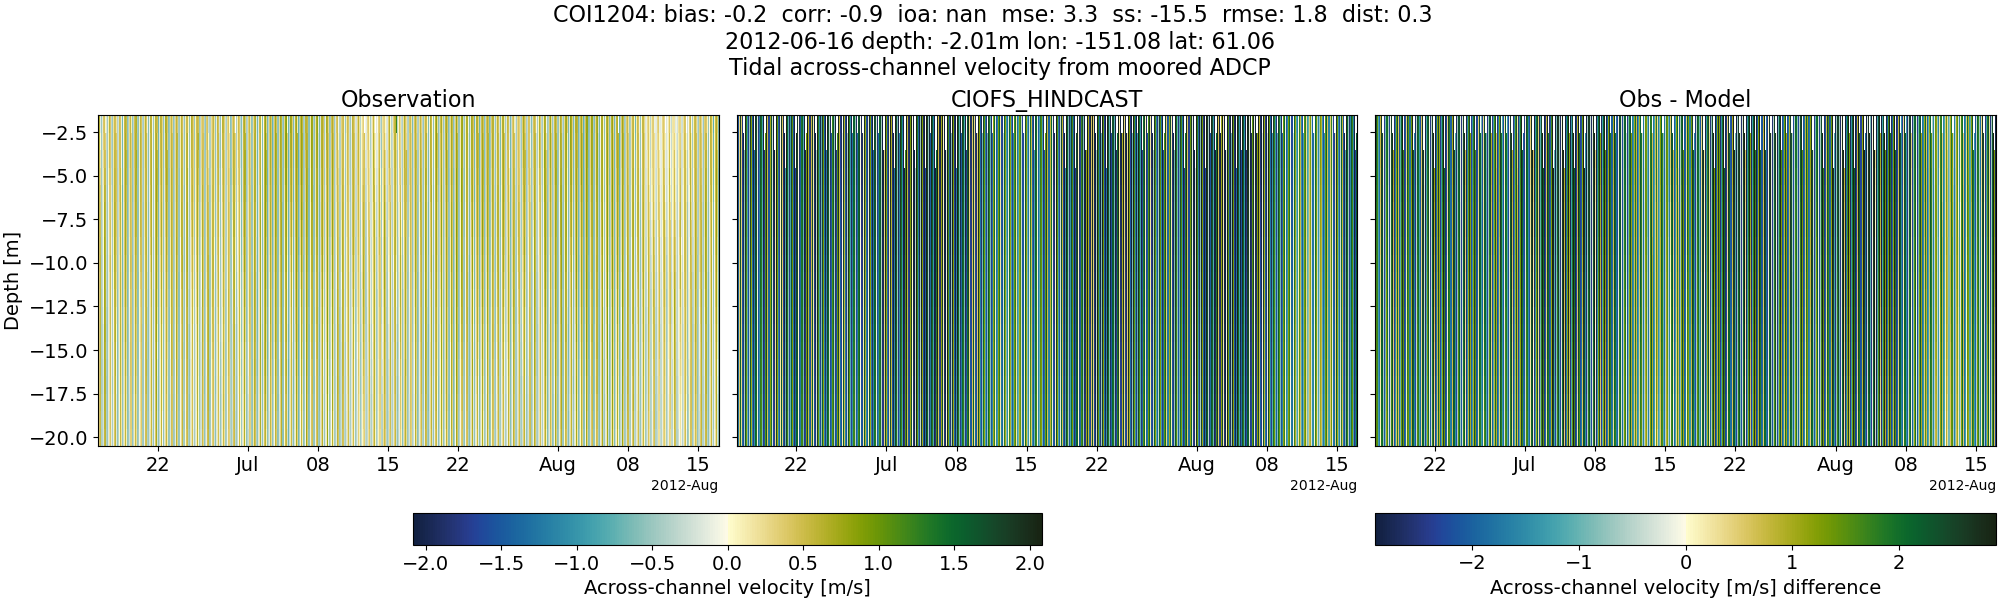 COI1204: bias: -0.2  corr: -0.9  ioa: nan  mse: 3.3  ss: -15.5  rmse: 1.8  dist: 0.3
2012-06-16 depth: -2.01m lon: -151.08 lat: 61.06
Tidal across-channel velocity from moored ADCP
Observation
CIOFS_HINDCAST
Obs - Model
Depth [m]
−2.5
−5.0
−7.5
−10.0
−12.5
−15.0
−17.5
−20.0
22 Jul 08 15 22 Aug 08 15
2012-Aug
22 Jul 08 15 22 Aug 08 15
2012-Aug
22 Jul 08 15 22 Aug 08 15
2012-Aug
−2.0 −1.5 −1.0 −0.5 0.0 0.5 1.0 1.5 2.0
Across-channel velocity [m/s]
−2 −1 0 1 2
Across-channel velocity [m/s] difference